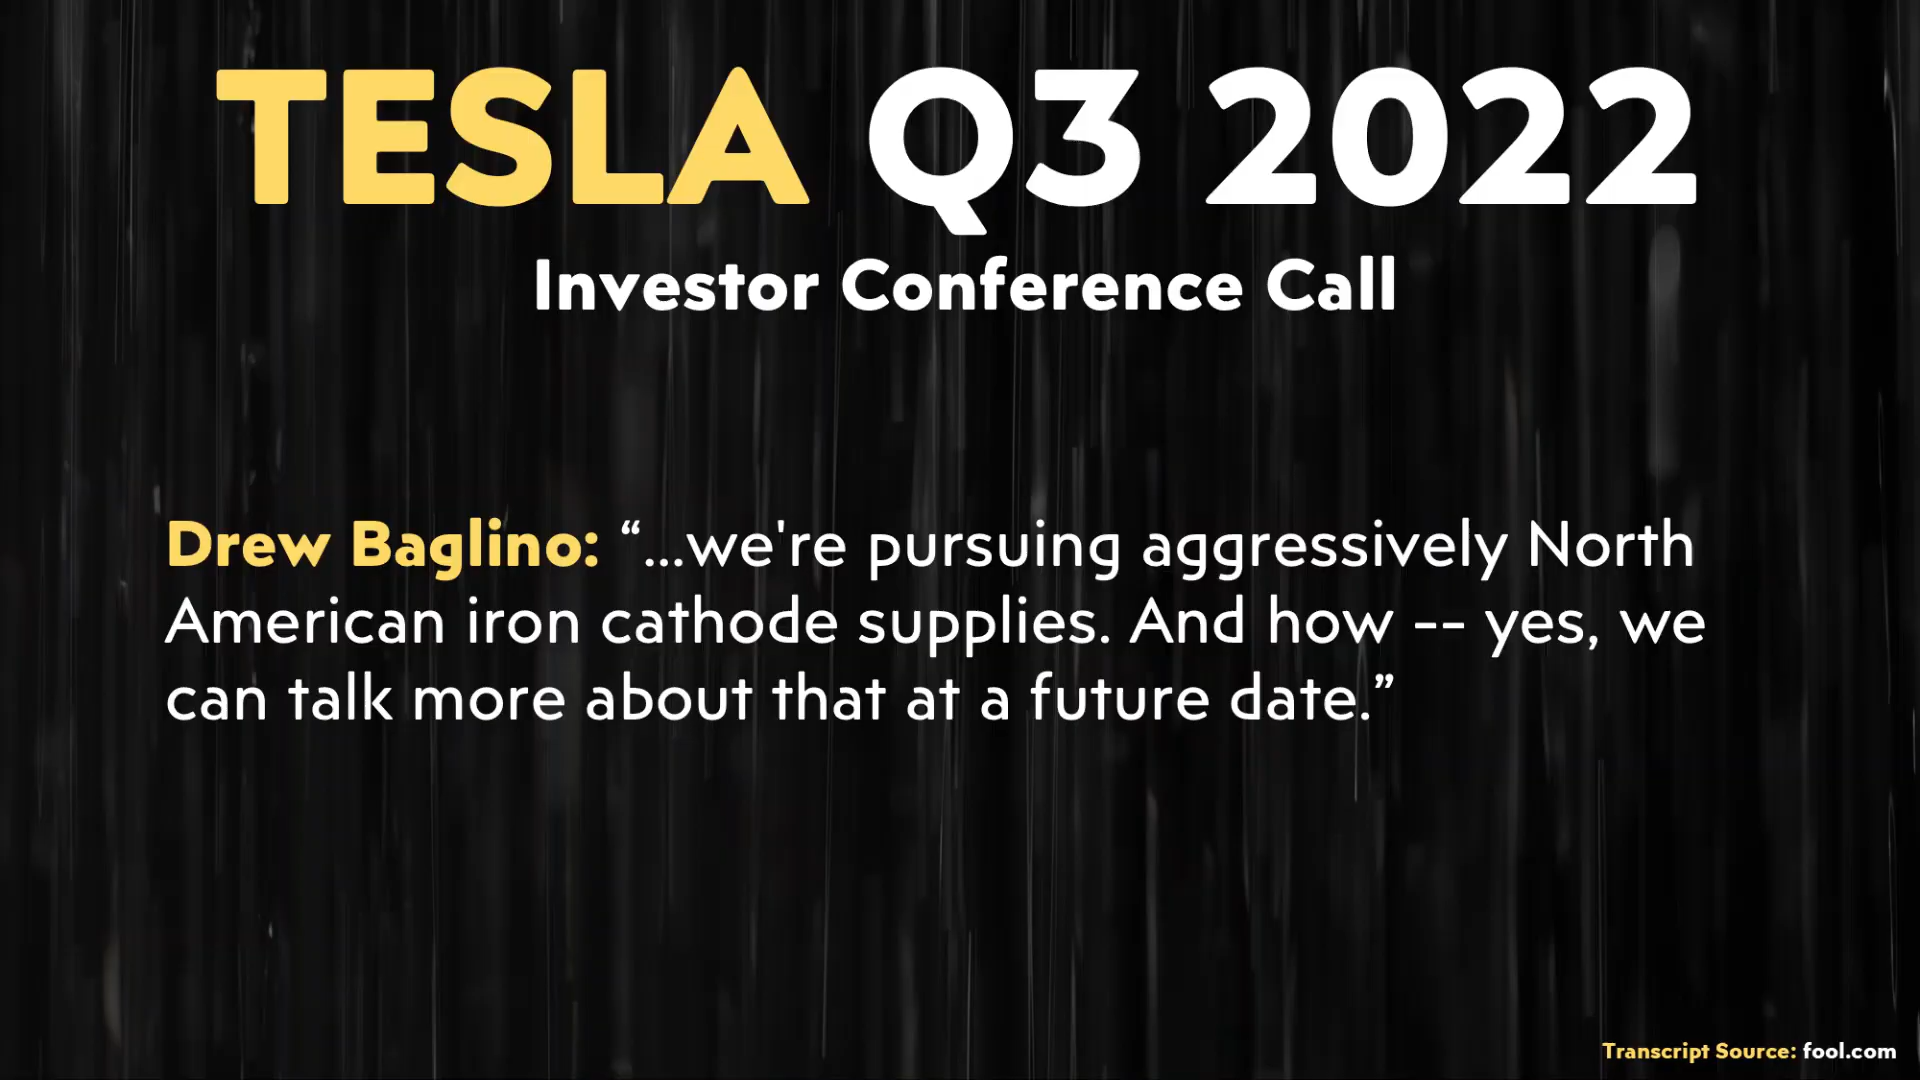 TESLA Q3 2022
Investor Conference Call
Drew Baglino: “...we're pursuing aggressively North
American iron cathode supplies. And how -- yes, we
can talk more about that at a future date.”
Transcript Source: fool.com